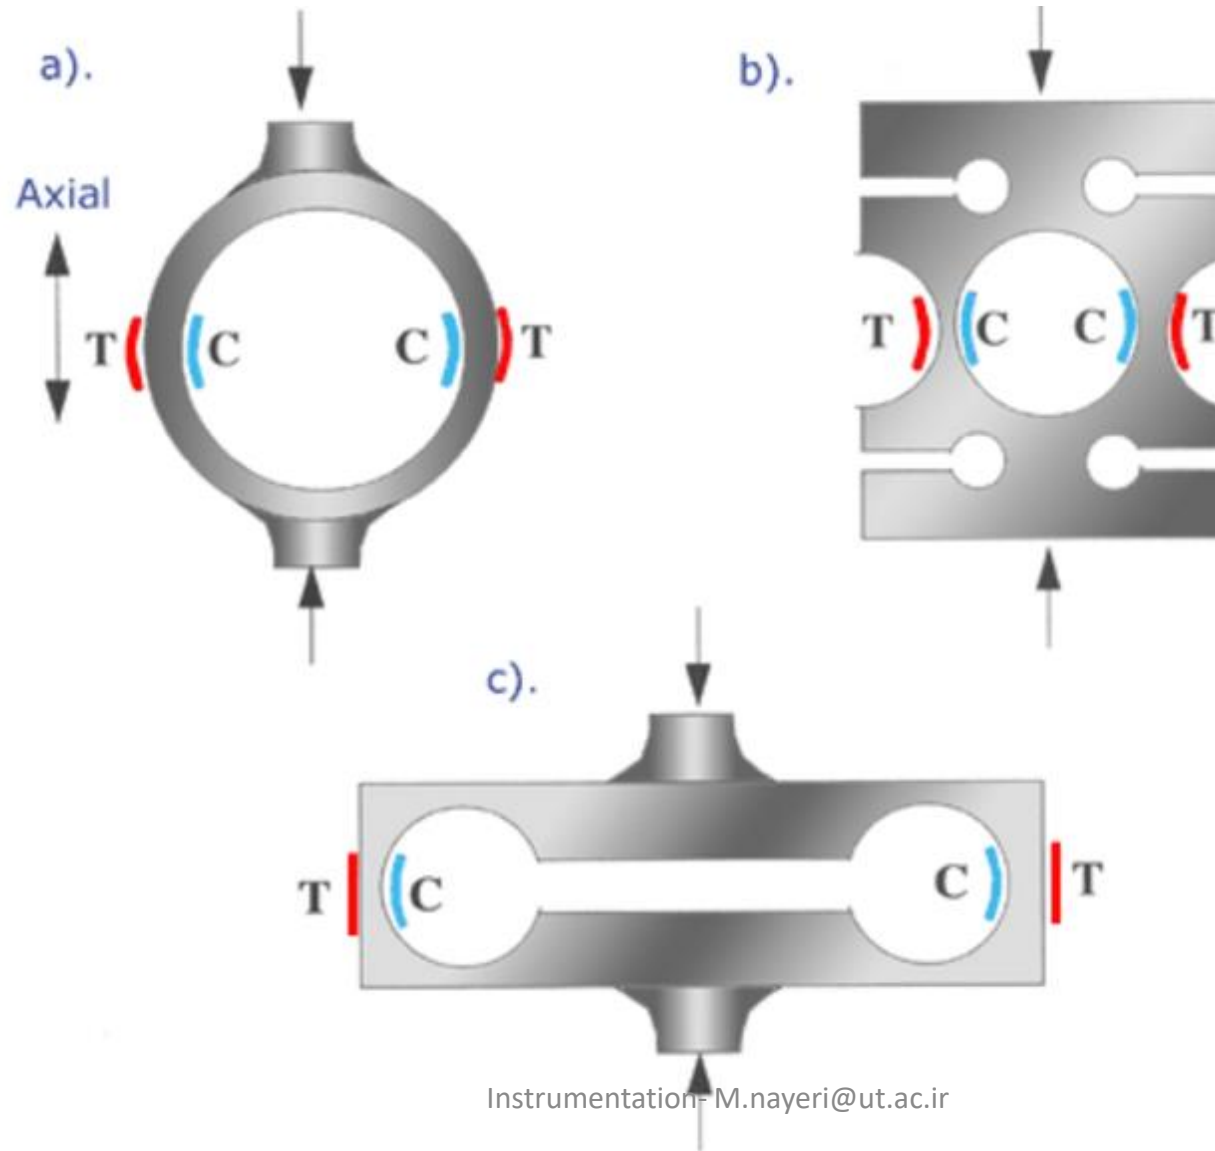 a).
b).
Axial
T C C T
T C C T
c).
T C C T
Instrumentation- M.nayeri@ut.ac.ir